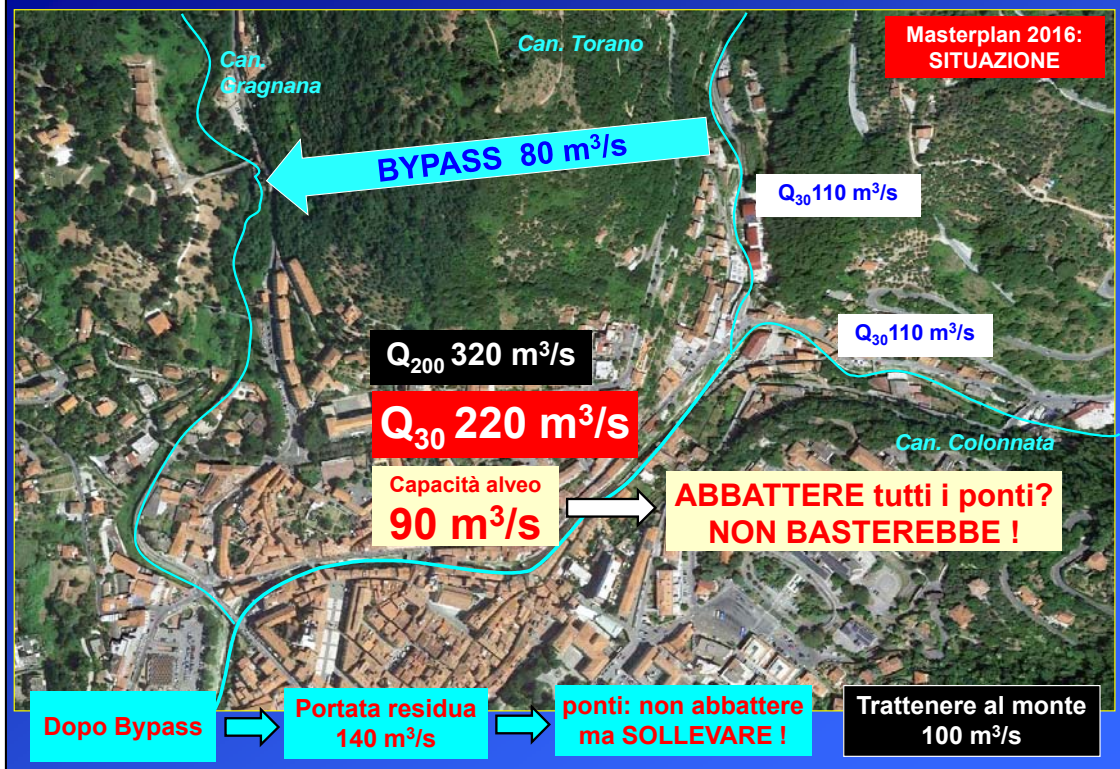 Can. Torano
Can.
Gragnana
Masterplan 2016:
SITUAZIONE
BYPASS 80 m³/s
Q₃₀110 m³/s
Q₃₀110 m³/s
Q₂₀₀ 320 m³/s
Q₃₀ 220 m³/s
Can. Colonnata
Capacità alveo
90 m³/s
ABBATTERE tutti i ponti?
NON BASTEREBBE !
Dopo Bypass
Portata residua
140 m³/s
ponti: non abbattere
ma SOLLEVARE !
Trattenere al monte
100 m³/s